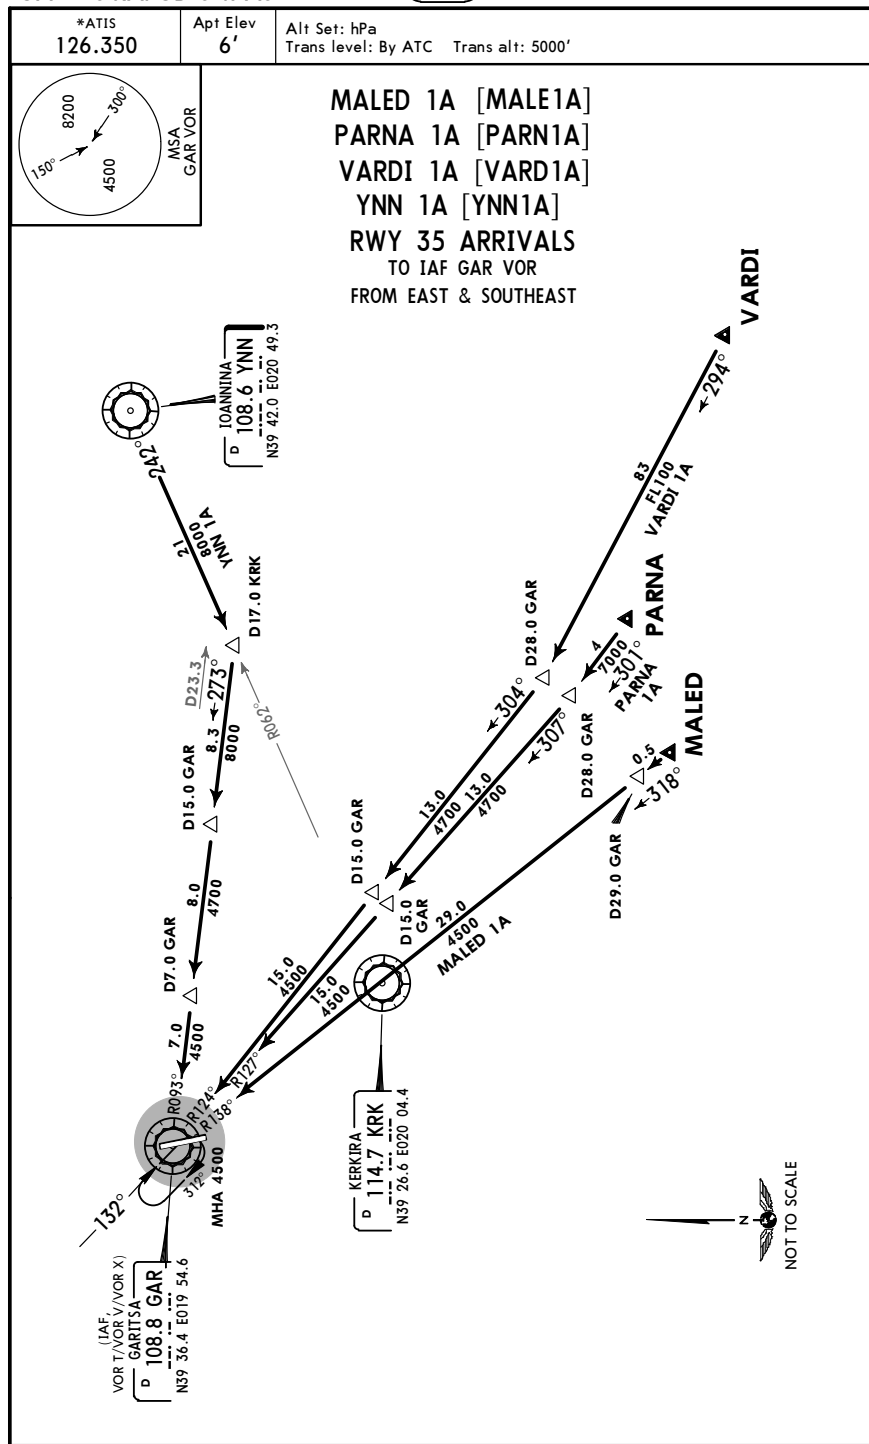 *ATIS
126.350
Apt Elev
6'
Alt Set: hPa
Trans level: By ATC Trans alt: 5000'
MSA
GAR VOR
8200
4500
150°
300°
MALED 1A [MALE1A]
PARNA 1A [PARN1A]
VARDI 1A [VARD1A]
YNN 1A [YNN1A]
RWY 35 ARRIVALS
TO IAF GAR VOR
FROM EAST & SOUTHEAST
VARDI
294°
83
FL100
VARDI 1A
IOANNINA
D 108.6 YNN
N39 42.0 E020 49.3
242°
21
8000
YNN 1A
D17.0 KRK
D23.3
273°
8.3
8000
R062°
D15.0 GAR
8.0
4700
D7.0 GAR
7.0
4500
R093°
D28.0 GAR
304°
13.0
4700
PARNA
4
7000
301°
PARNA
1A
D28.0 GAR
307°
13.0
4700
MALED
0.5
318°
D29.0 GAR
29.0
4500
MALED 1A
D15.0 GAR
D15.0
GAR
15.0
4500
15.0
4500
R124°
R127°
R138°
KERKIRA
D 114.7 KRK
N39 26.6 E020 04.4
132°
312°
MHA 4500
(IAF,
VOR T/VOR V/VOR X)
GARITSA
D 108.8 GAR
N39 36.4 E019 54.6
N
NOT TO SCALE